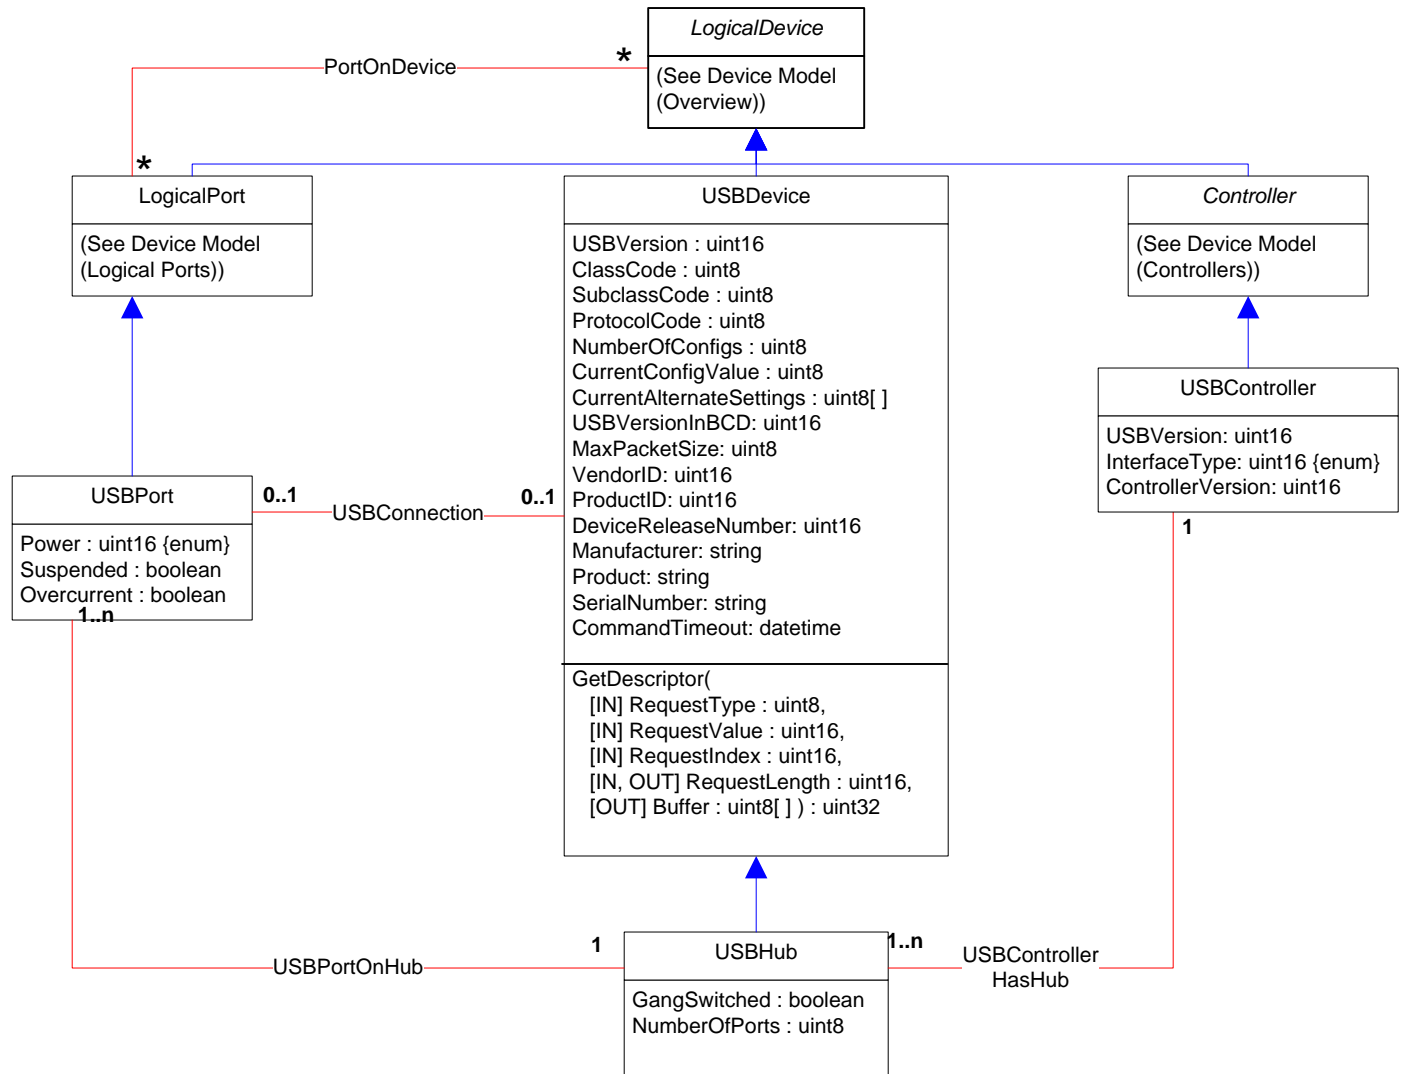 LogicalDevice
(See Device Model
(Overview))
PortOnDevice
*
*
LogicalPort
(See Device Model
(Logical Ports))
USBDevice
USBVersion : uint16
ClassCode : uint8
SubclassCode : uint8
ProtocolCode : uint8
NumberOfConfigs : uint8
CurrentConfigValue : uint8
CurrentAlternateSettings : uint8[ ]
USBVersionInBCD: uint16
MaxPacketSize: uint8
VendorID: uint16
ProductID: uint16
DeviceReleaseNumber: uint16
Manufacturer: string
Product: string
SerialNumber: string
CommandTimeout: datetime
GetDescriptor(
[IN] RequestType : uint8,
[IN] RequestValue : uint16,
[IN] RequestIndex : uint16,
[IN, OUT] RequestLength : uint16,
[OUT] Buffer : uint8[ ] ) : uint32
Controller
(See Device Model
(Controllers))
USBController
USBVersion: uint16
InterfaceType: uint16 {enum}
ControllerVersion: uint16
1
USBPort
Power : uint16 {enum}
Suspended : boolean
Overcurrent : boolean
1..n
0..1
USBConnection
0..1
USBPortOnHub
1
USBHub
GangSwitched : boolean
NumberOfPorts : uint8
1..n
USBController
HasHub